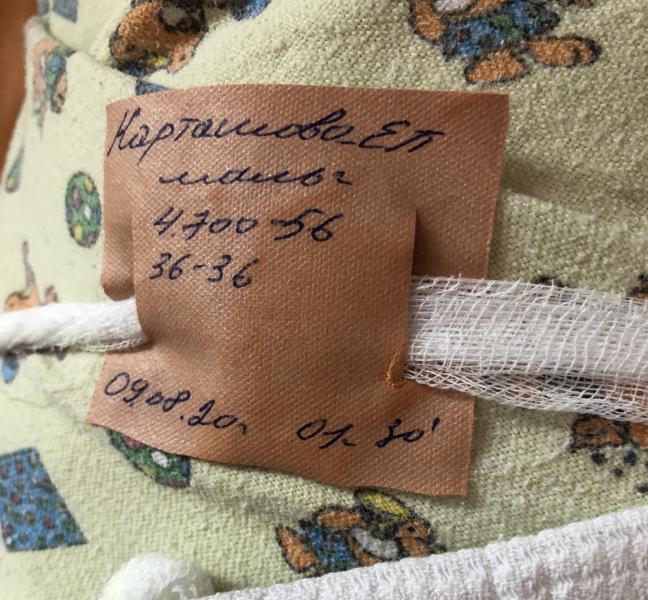 Карташова ЕП
мальч
4.700-56
36-36
09.08.20г. 01ч 30'